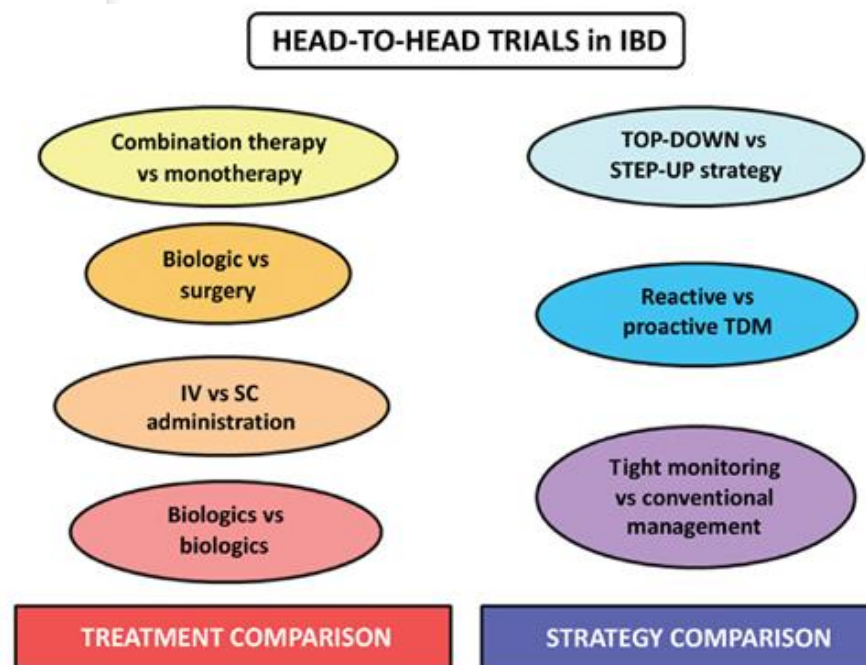 HEAD-TO-HEAD TRIALS in IBD
Combination therapy
vs monotherapy
Biologic vs
surgery
IV vs SC
administration
Biologics vs
biologics
TREATMENT COMPARISON
TOP-DOWN vs
STEP-UP strategy
Reactive vs
proactive TDM
Tight monitoring
vs conventional
management
STRATEGY COMPARISON